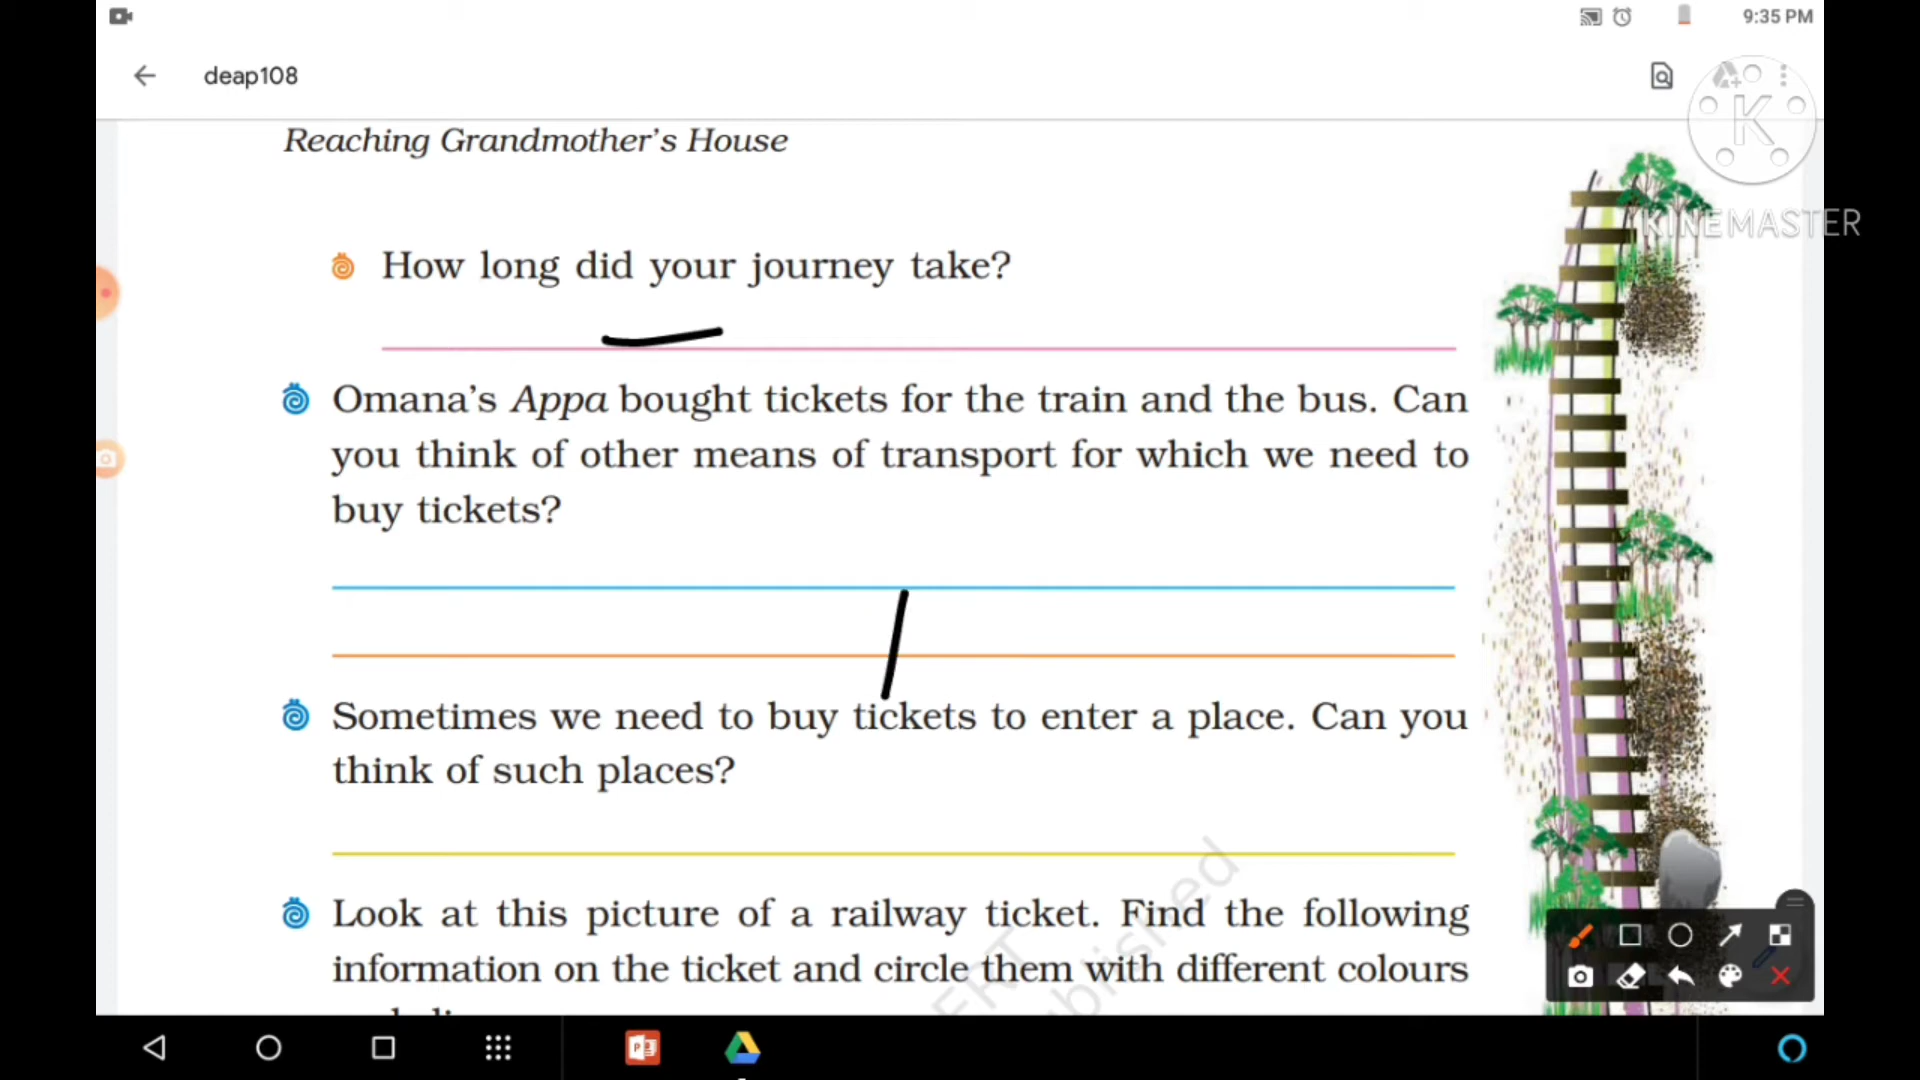 9:35 PM
deap108
Reaching Grandmother's House
KINEMASTER
How long did your journey take?
Omana's Appa bought tickets for the train and the bus. Can
you think of other means of transport for which we need to
buy tickets?
Sometimes we need to buy tickets to enter a place. Can you
think of such places?
Look at this picture of a railway ticket. Find the following
information on the ticket and circle them with different colours